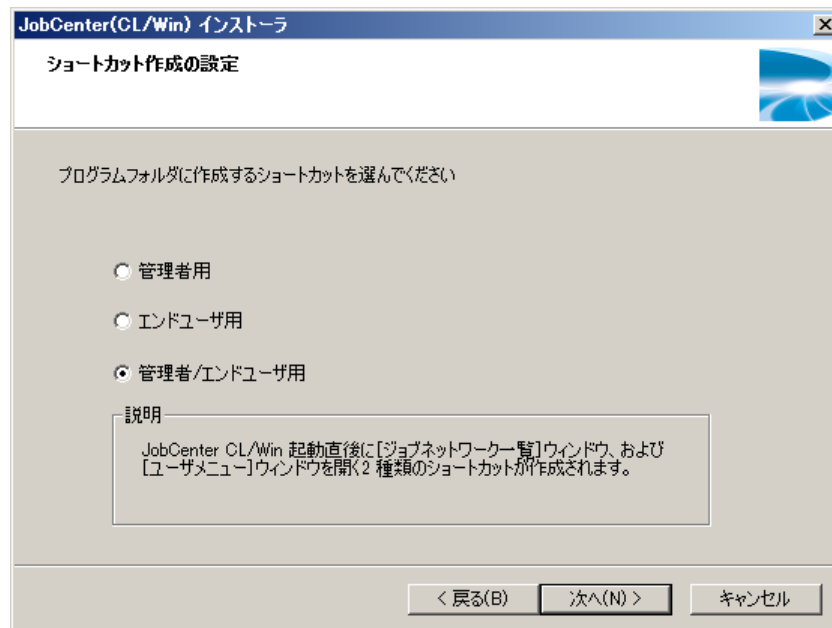 JobCenter(CL/Win) インストーラ
ショートカット作成の設定
プログラムフォルダに作成するショートカットを選んでください
管理者用
エンドユーザ用
管理者/エンドユーザ用
説明
JobCenter CL/Win 起動直後に[ジョブネットワーク一覧]ウィンドウ、および
[ユーザメニュー]ウィンドウを開く2 種類のショートカットが作成されます。
< 戻る(B)
次へ(N) >
キャンセル